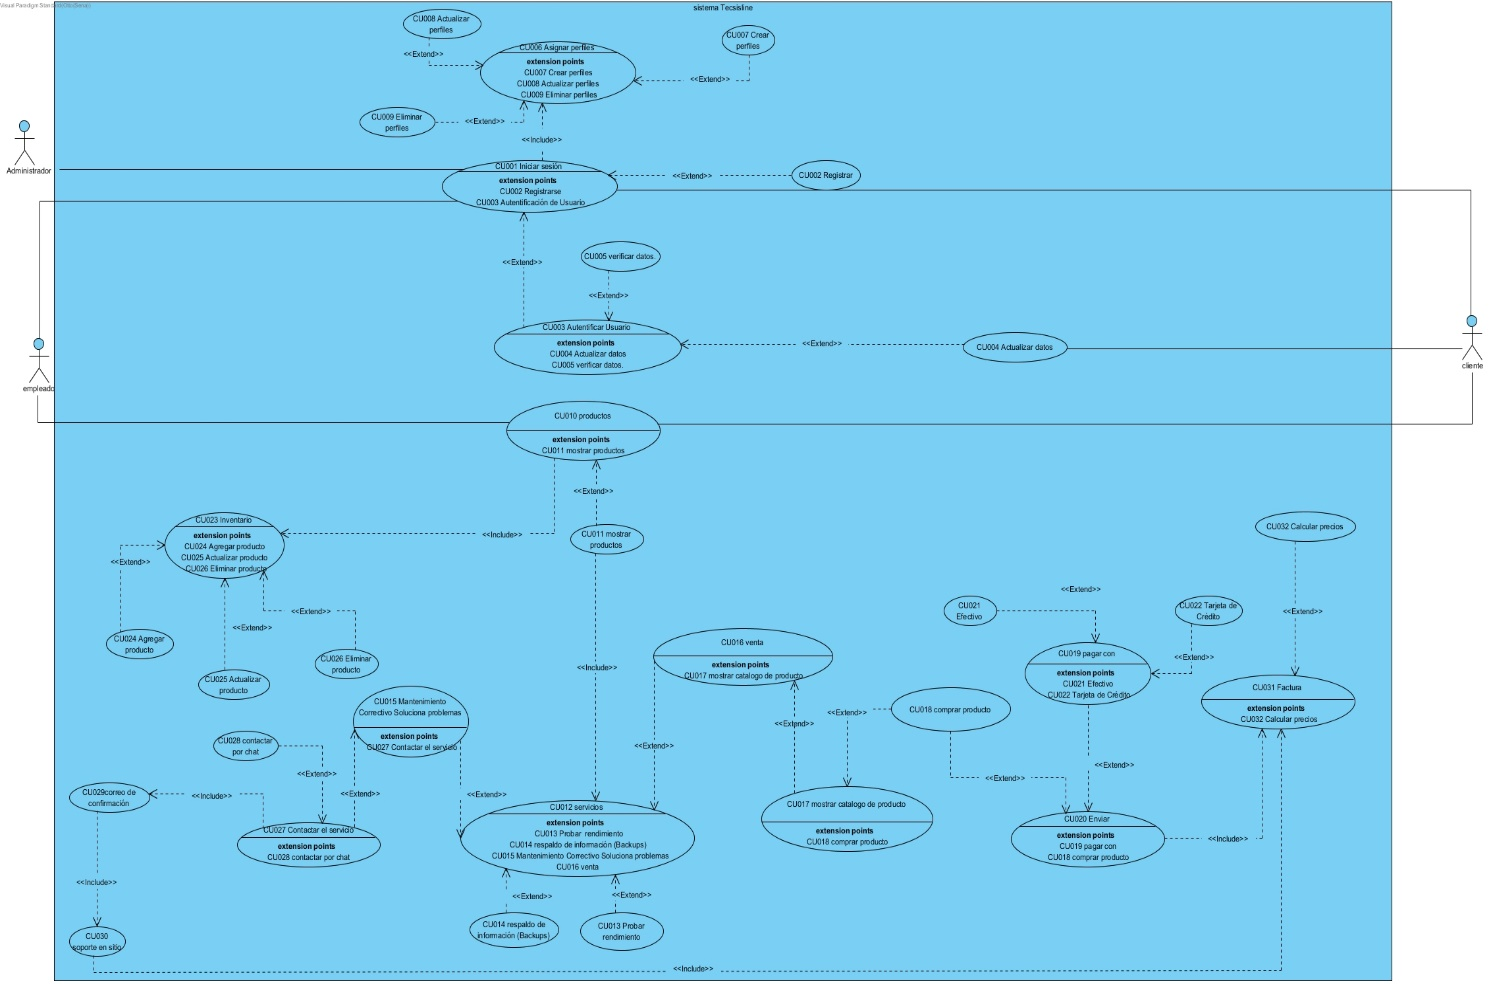 Visual Paradigm Standard
sistema Tecsisline
CU008 Actualizar
perfiles
<<Extend>>
CU006 Asignar perfiles
extension points
CU007 Crear perfiles
CU008 Actualizar perfiles
CU009 Eliminar perfiles
CU007 Crear
perfiles
<<Extend>>
CU009 Eliminar
perfiles
<<Extend>>
<<Include>>
Administrador
CU001 Iniciar sesión
extension points
CU002 Registrarse
CU003 Autentificación de Usuario
<<Extend>>
CU002 Registrar
<<Extend>>
CU005 verificar datos.
<<Extend>>
CU003 Autentificar Usuario
extension points
CU004 Actualizar datos
CU005 verificar datos.
<<Extend>>
CU004 Actualizar datos
empleado
cliente
CU010 productos
extension points
CU011 mostrar productos
<<Extend>>
<<Include>>
CU011 mostrar
productos
CU023 Inventario
extension points
CU024 Agregar producto
CU025 Actualizar producto
CU026 Eliminar producto
<<Extend>>
<<Extend>>
<<Extend>>
CU024 Agregar
producto
CU025 Actualizar
producto
CU026 Eliminar
producto
<<Include>>
CU032 Calcular precios
<<Extend>>
CU021
Efectivo
<<Extend>>
CU022 Tarjeta de
Crédito
<<Extend>>
CU019 pagar con
extension points
CU021 Efectivo
CU022 Tarjeta de Crédito
CU031 Factura
extension points
CU032 Calcular precios
CU016 venta
extension points
CU017 mostrar catalogo de producto
CU015 Mantenimiento
Correctivo Soluciona problemas
extension points
CU027 Contactar el servicio
CU018 comprar producto
<<Extend>>
<<Extend>>
<<Extend>>
<<Extend>>
<<Extend>>
CU028 contactar
por chat
<<Extend>>
<<Extend>>
<<Extend>>
CU029correo de
confirmación
<<Include>>
CU027 Contactar el servicio
extension points
CU028 contactar por chat
CU012 servicios
extension points
CU013 Probar rendimiento
CU014 respaldo de información (Backups)
CU015 Mantenimiento Correctivo Soluciona problemas
CU016 venta
CU017 mostrar catalogo de producto
extension points
CU018 comprar producto
CU020 Enviar
extension points
CU019 pagar con
CU018 comprar producto
<<Include>>
<<Include>>
<<Extend>>
<<Extend>>
CU014 respaldo de
información (Backups)
CU013 Probar
rendimiento
CU030
soporte en sitio
<<Include>>